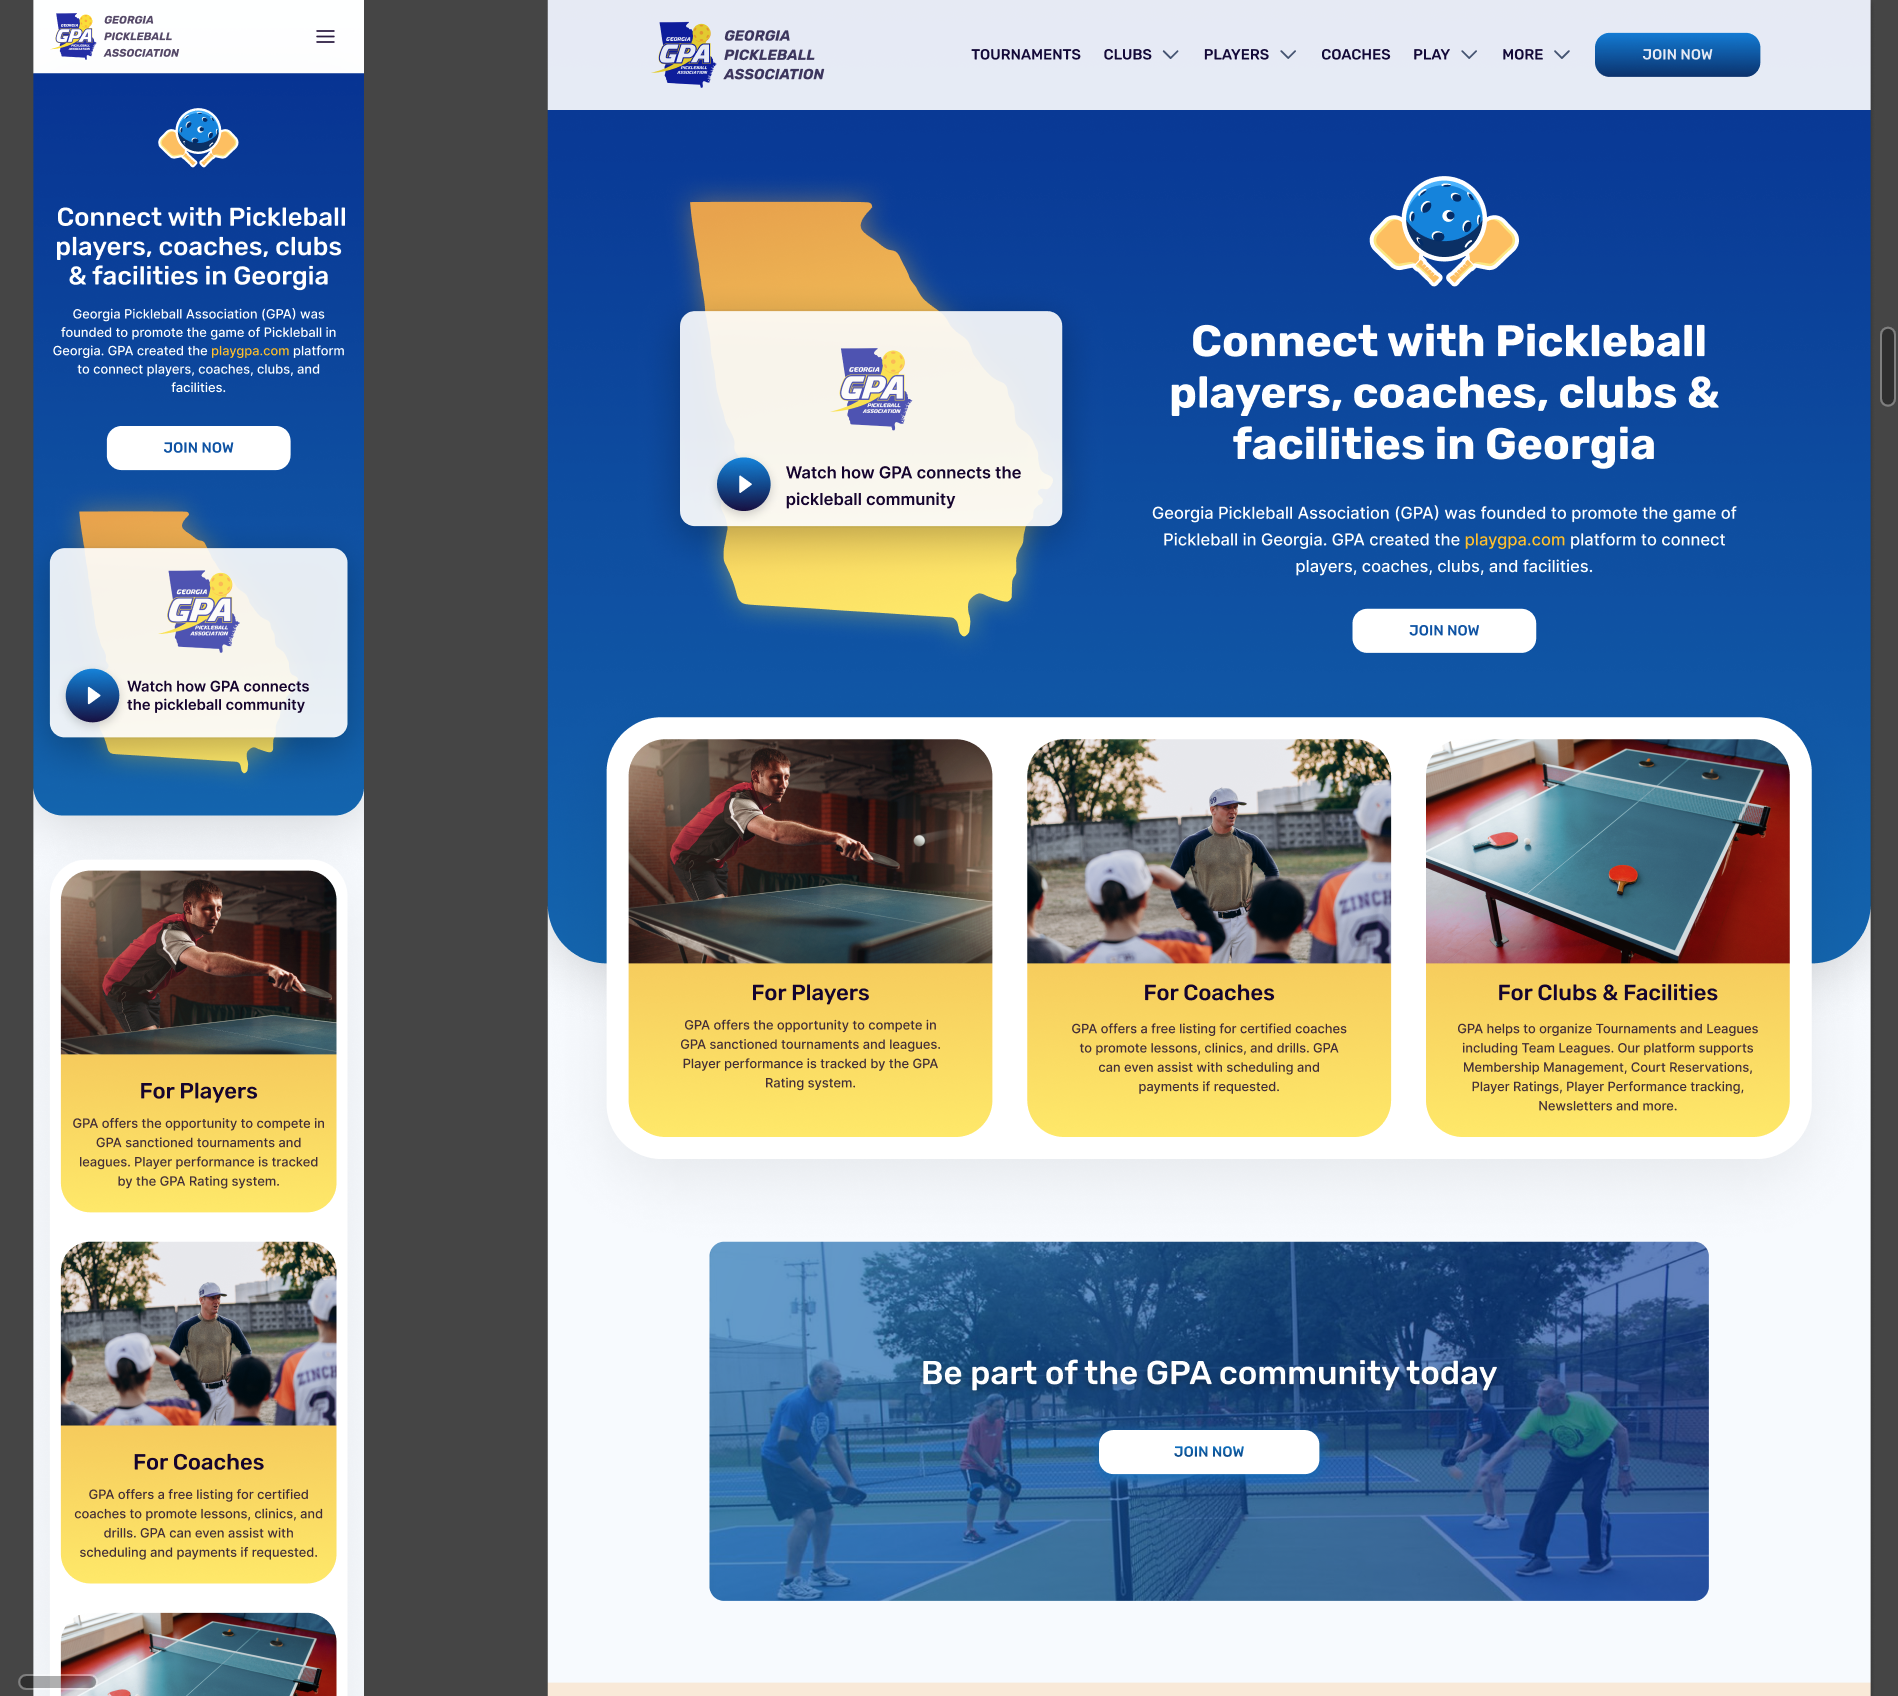 GEORGIA
GPA
PICKLEBALL
ASSOCIATION
GEORGIA
PICKLEBALL
ASSOCIATION
Connect with Pickleball
players, coaches, clubs
& facilities in Georgia
Georgia Pickleball Association (GPA) was
founded to promote the game of Pickleball in
Georgia. GPA created the playgpa.com platform
to connect players, coaches, clubs, and
facilities.
JOIN NOW
GEORGIA
GPA
PICKLEBALL
ASSOCIATION
Watch how GPA connects
the pickleball community
For Players
GPA offers the opportunity to compete in
GPA sanctioned tournaments and
leagues. Player performance is tracked
by the GPA Rating system.
ZINCH
3
For Coaches
GPA offers a free listing for certified
coaches to promote lessons, clinics, and
drills. GPA can even assist with
scheduling and payments if requested.
GEORGIA
GPA
PICKLEBALL
ASSOCIATION
GEORGIA
PICKLEBALL
ASSOCIATION
TOURNAMENTS CLUBS PLAYERS COACHES PLAY MORE JOIN NOW
GEORGIA
GPA
PICKLEBALL
ASSOCIATION
Watch how GPA connects the
pickleball community
Connect with Pickleball
players, coaches, clubs &
facilities in Georgia
Georgia Pickleball Association (GPA) was founded to promote the game of
Pickleball in Georgia. GPA created the playgpa.com platform to connect
players, coaches, clubs, and facilities.
JOIN NOW
For Players
GPA offers the opportunity to compete in
GPA sanctioned tournaments and leagues.
Player performance is tracked by the GPA
Rating system.
ZINCH
3
For Coaches
GPA offers a free listing for certified coaches
to promote lessons, clinics, and drills. GPA
can even assist with scheduling and
payments if requested.
For Clubs & Facilities
GPA helps to organize Tournaments and Leagues
including Team Leagues. Our platform supports
Membership Management, Court Reservations,
Player Ratings, Player Performance tracking,
Newsletters and more.
Be part of the GPA community today
JOIN NOW